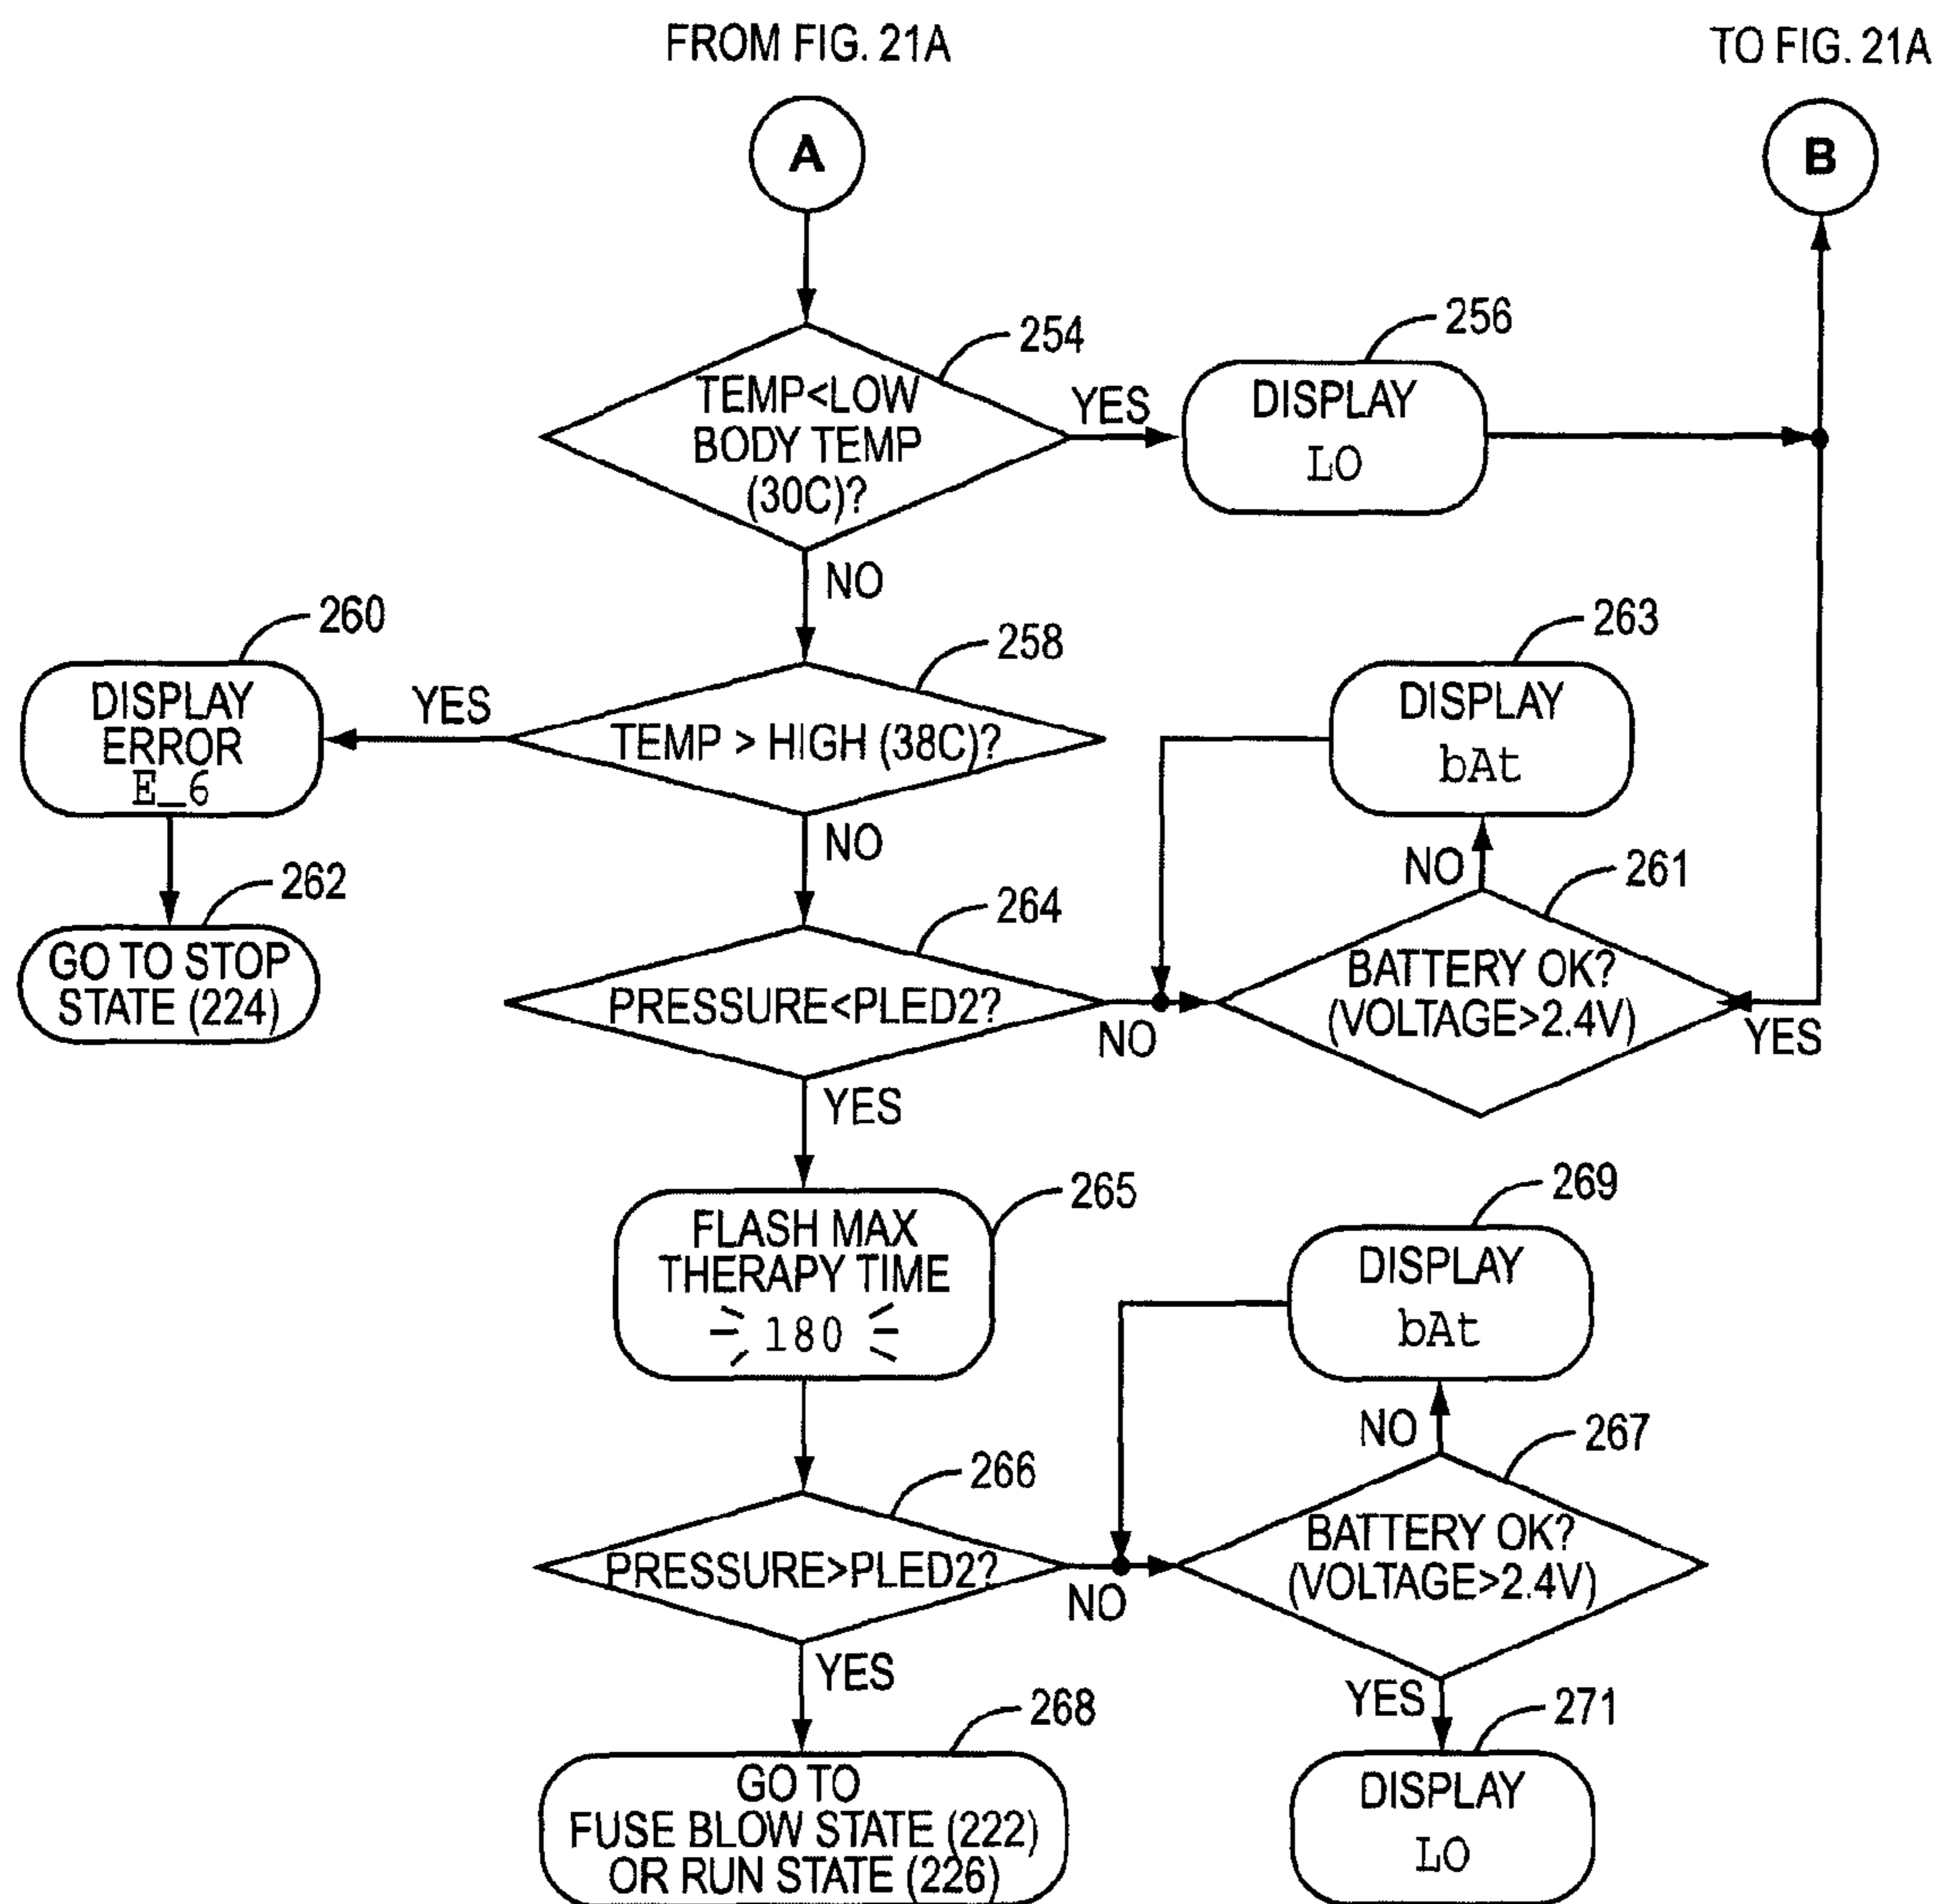 FROM FIG. 21A
TO FIG. 21A
A
B
254
TEMP<LOW
BODY TEMP
(30C)?
YES
256
DISPLAY
LO
NO
260
DISPLAY
ERROR
E_6
YES
258
TEMP > HIGH (38C)?
263
DISPLAY
bAt
NO
262
GO TO STOP
STATE (224)
264
PRESSURE<PLED2?
NO
NO
261
BATTERY OK?
(VOLTAGE>2.4V)
YES
YES
265
FLASH MAX
THERAPY TIME
180
269
DISPLAY
bAt
266
PRESSURE>PLED2?
NO
NO
267
BATTERY OK?
(VOLTAGE>2.4V)
YES
268
GO TO
FUSE BLOW STATE (222)
OR RUN STATE (226)
YES
271
DISPLAY
LO